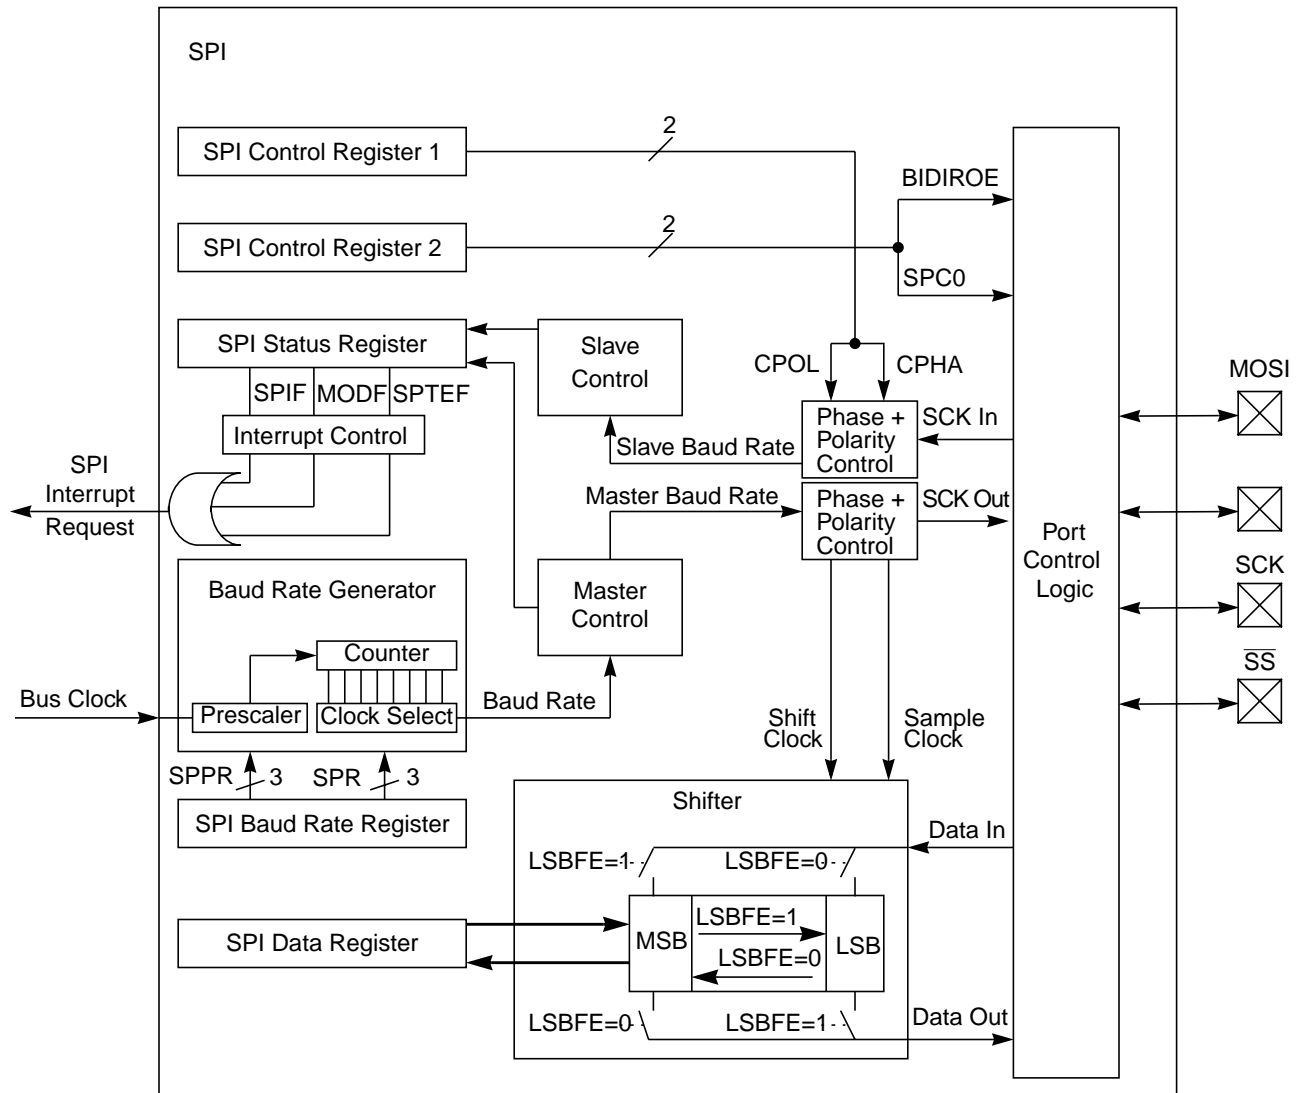 SPI
SPI Control Register 1
2
BIDIROE
SPI Control Register 2
2
SPC0
SPI Status Register
Slave
Control
CPOL
CPHA
MOSI
SPIF
MODF
SPTEF
Interrupt Control
Phase +
Polarity
Control
SCK In
Slave Baud Rate
SPI
Interrupt
Request
Master Baud Rate
Phase +
Polarity
Control
SCK Out
Port
Control
Logic
SCK
SS
Baud Rate Generator
Master
Control
Counter
Bus Clock
Prescaler
Clock Select
Baud Rate
Shift
Clock
Sample
Clock
SPPR
3
SPR
3
SPI Baud Rate Register
Shifter
Data In
LSBFE=1
LSBFE=0
SPI Data Register
MSB
LSBFE=1
LSBFE=0
LSB
LSBFE=0
LSBFE=1
Data Out